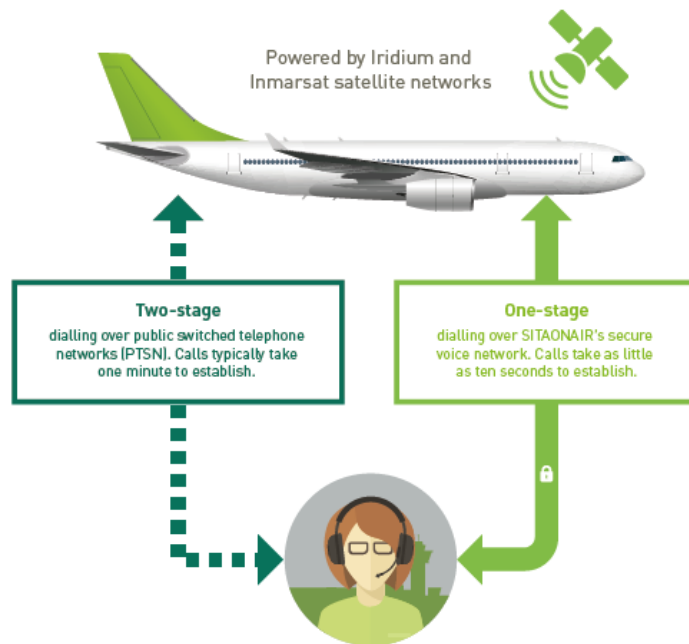 Powered by Iridium and
Inmarsat satellite networks
Two-stage
dialling over public switched telephone
networks (PTSN). Calls typically take
one minute to establish.
One-stage
dialling over SITAONAIR's secure
voice network. Calls take as little
as ten seconds to establish.